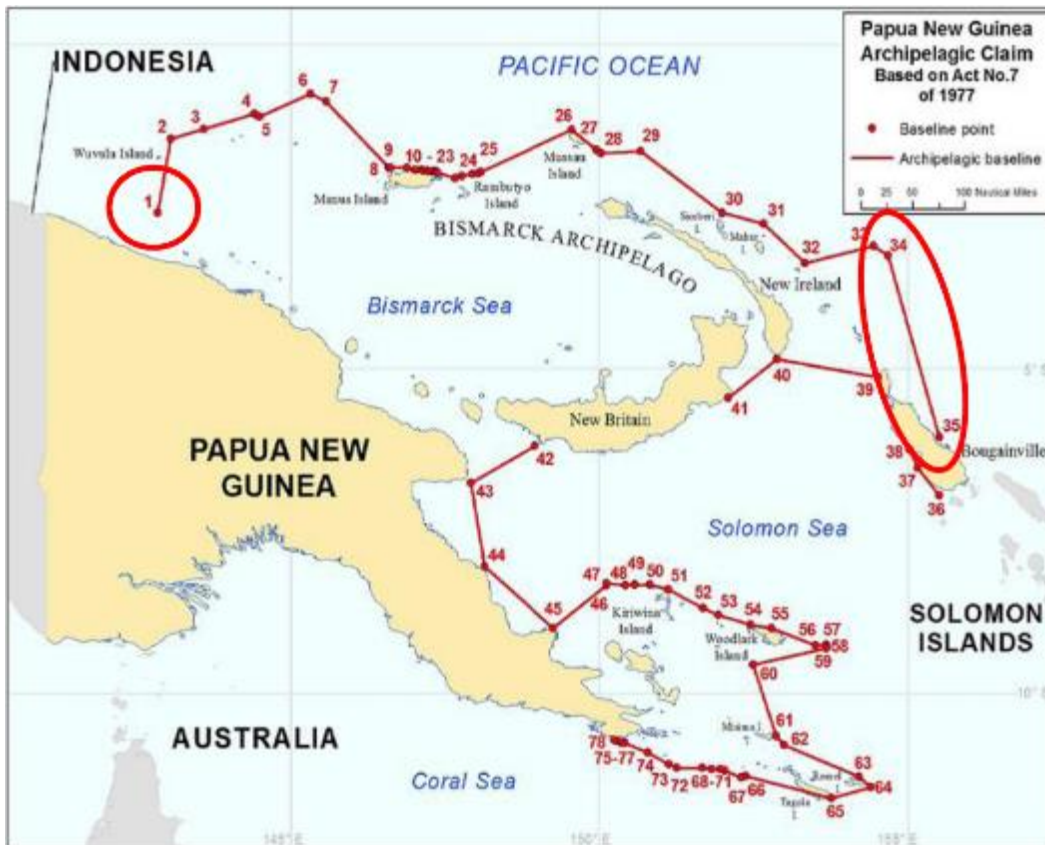 Papua New Guinea
Archipelagic Claim
Based on Act No.7
of 1977
Baseline point
Archipelagic baseline
0 25 50 100 Nautical Miles
INDONESIA
PACIFIC OCEAN
6
7
4
5
3
2
Wuvulu Island
1
26
27
28
29
25
9
10 - 23
24
8
Manus Island
Rambutyo
Island
Mussau
Island
BISMARCK ARCHIPELAGO
30
31
32
33
34
New Ireland
Bismarck Sea
5°S
40
39
41
New Britain
35
Bougainville
38
37
36
42
43
PAPUA NEW
GUINEA
Solomon Sea
44
45
47
48
49
50
51
46
Kiriwina
Island
52
53
54
55
56
57
58
59
Woodlark
Island
60
SOLOMON
ISLANDS
10°S
61
62
63
64
AUSTRALIA
Coral Sea
78
75-77
74
73
72
68-71
67
66
65
Tagula
I.
145°E
150°E
155°E